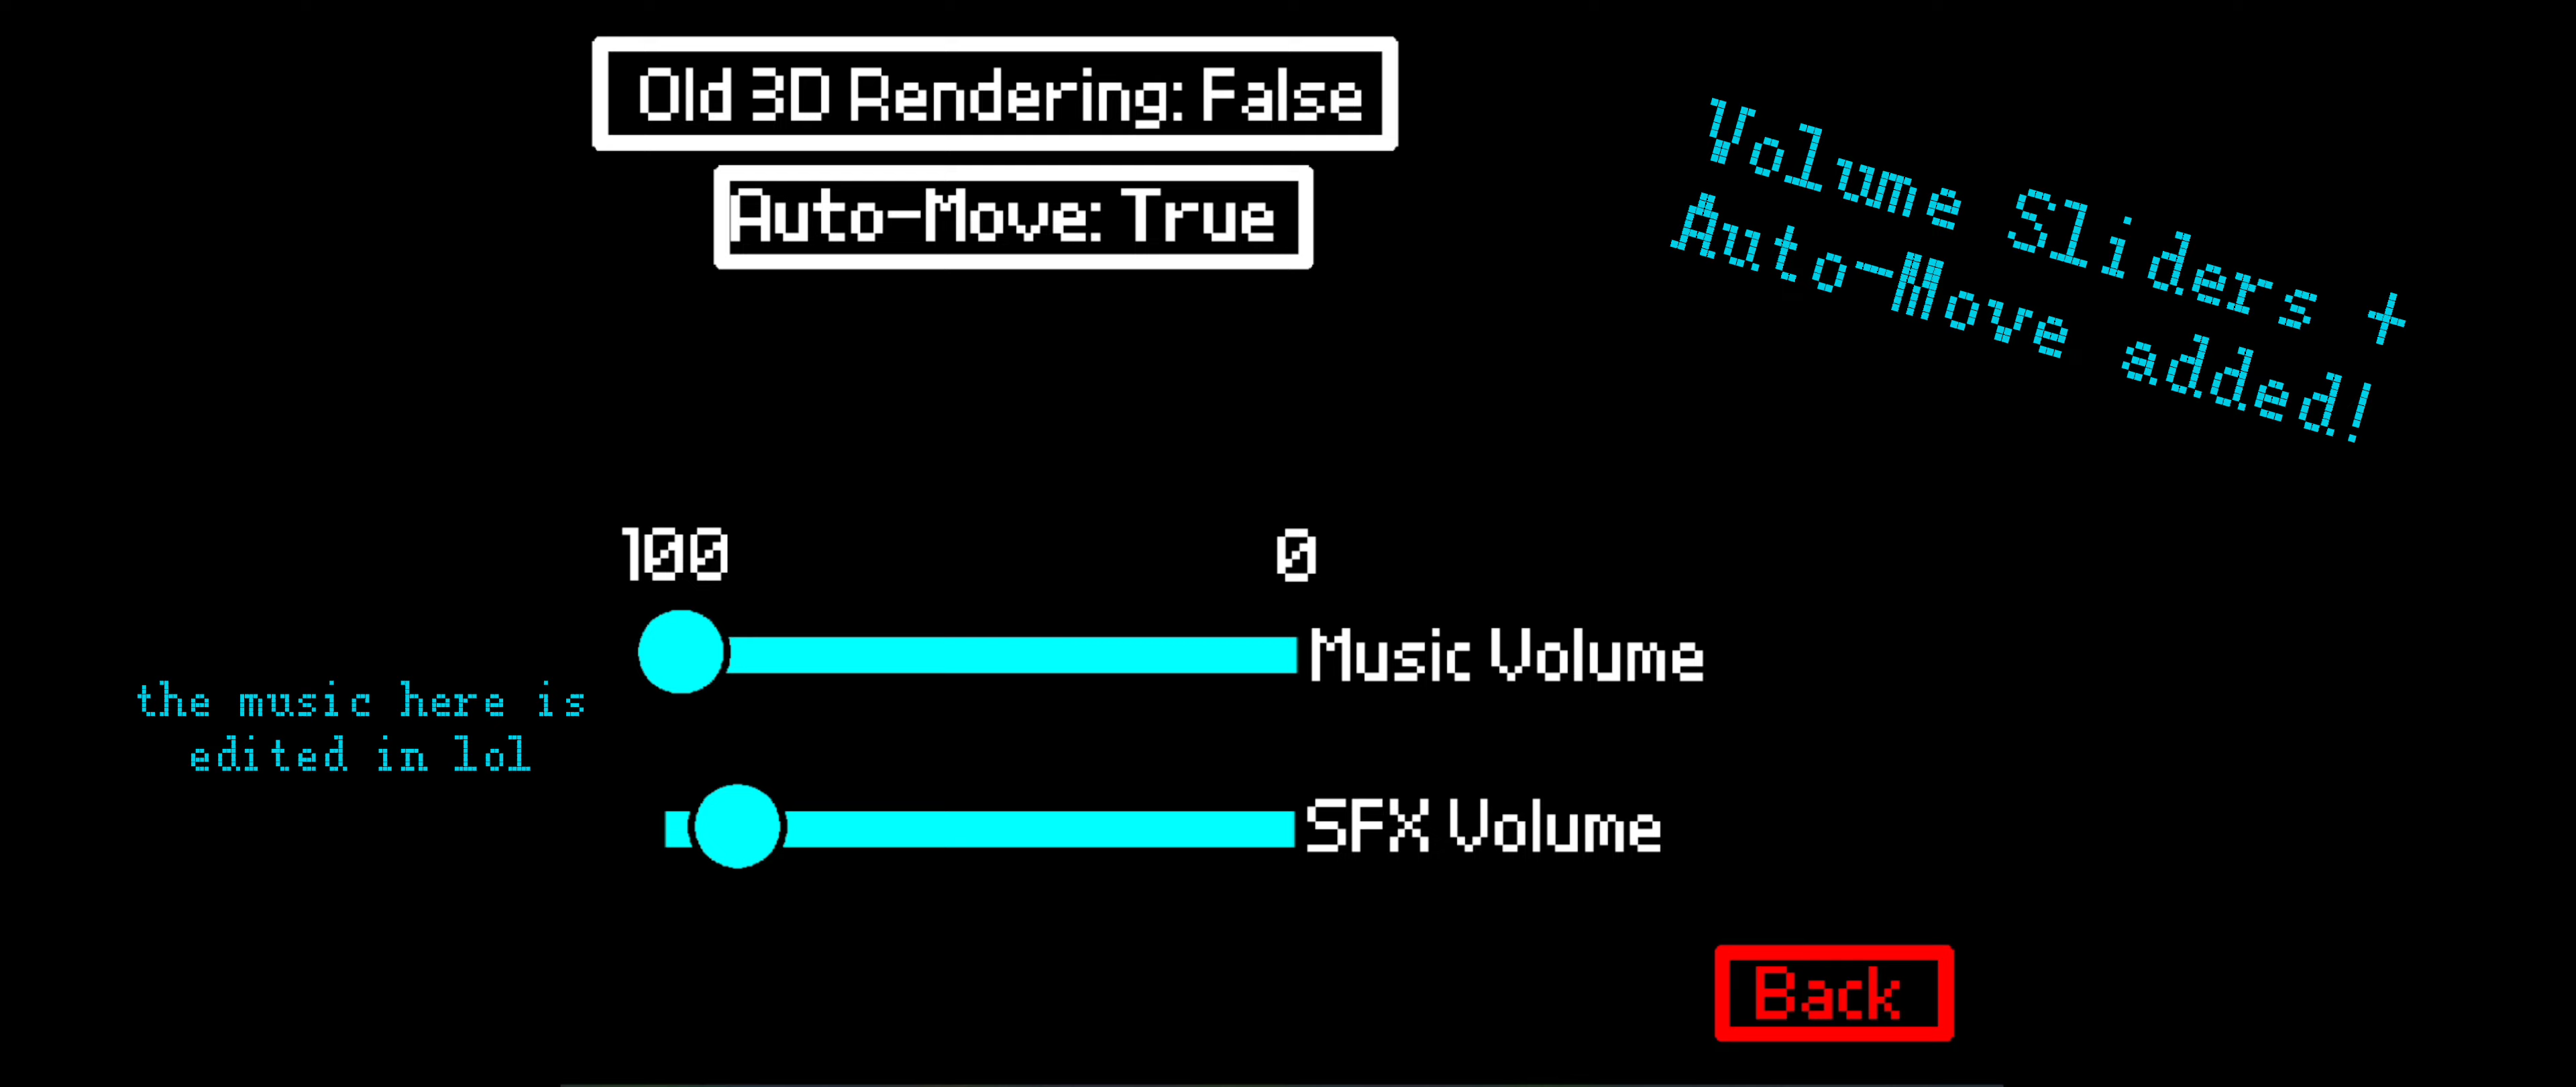 Old 3D Rendering: False
Auto-Move: True
Volume Sliders +
Auto-Move added!
100
0
Music Volume
the music here is
edited in lol
SFX Volume
Back